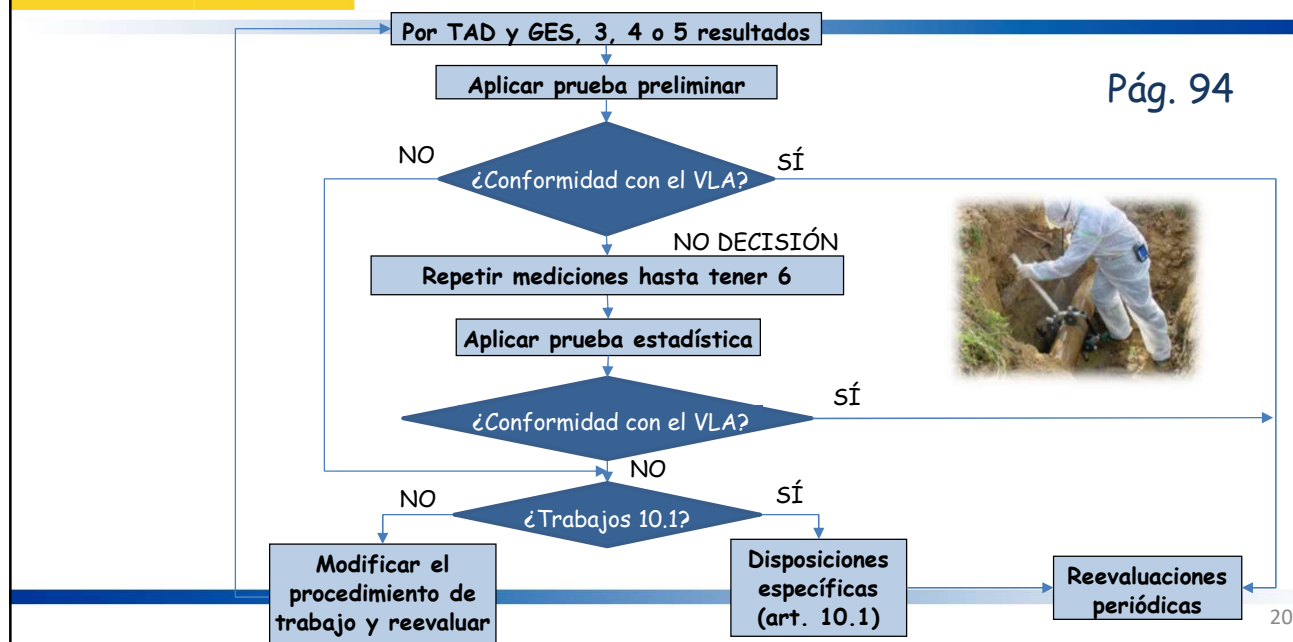 Por TAD y GES, 3, 4 o 5 resultados
Aplicar prueba preliminar
Pág. 94
NO
SÍ
¿Conformidad con el VLA?
NO DECISIÓN
Repetir mediciones hasta tener 6
Aplicar prueba estadística
SÍ
¿Conformidad con el VLA?
NO
NO
SÍ
¿Trabajos 10.1?
Modificar el
procedimiento de
trabajo y reevaluar
Disposiciones
específicas
(art. 10.1)
Reevaluaciones
periódicas
20